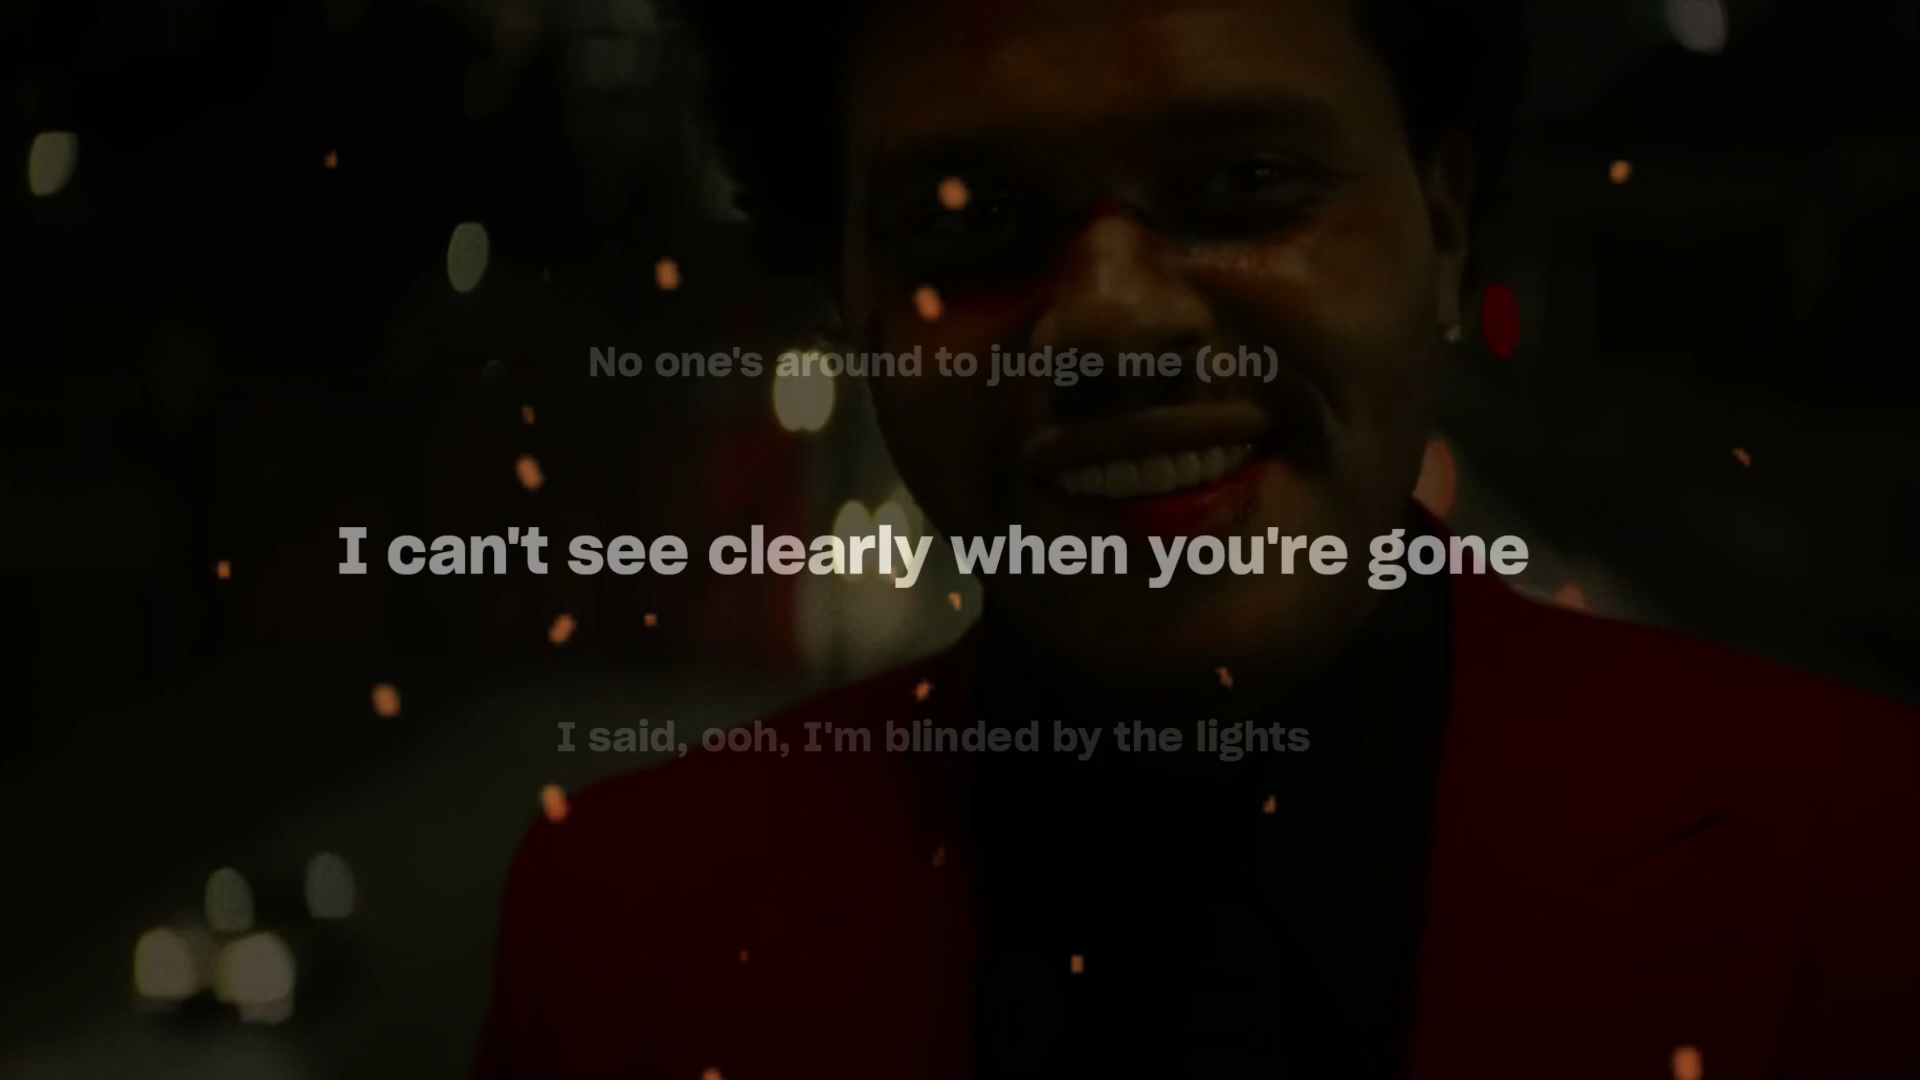 No one's around to judge me (oh)
I can't see clearly when you're gone
I said, ooh, I'm blinded by the lights